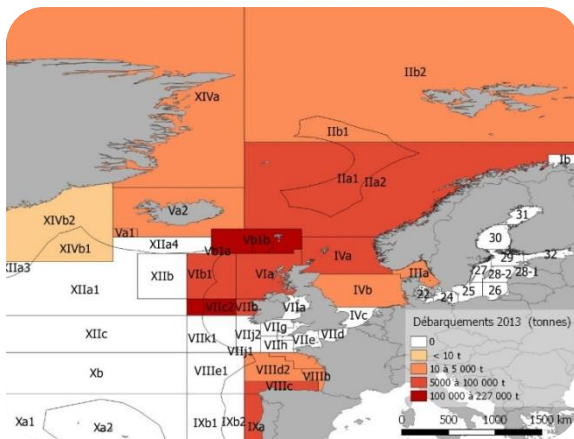 IIb2
XIVa
IIb1
Ib
IIa1
IIa2
XIVb2
Va2
31
Va1
30
XIVb1
XIIa4
Vb1b
Vb1a
IVa
29
32
XIIa3
XIIb
VIb1
VIa
IIIa
27
28-2
28-1
XIIa1
IVb
22
24
25
26
VIIc2
VIIb
VIIa
IVc
XIIc
VIIk1
VIIj2
VIIg
VIIe
VIId
VIIh
VIIj1
Xb
VIIIe1
VIIId2
VIIIb
VIIIc
Xa1
Xa2
IXb1
IXb2
IXa
Débarquements 2013 (tonnes)
0
< 10 t
10 à 5 000 t
5000 à 100 000 t
100 000 à 227 000 t
0 500 1000 1500 km